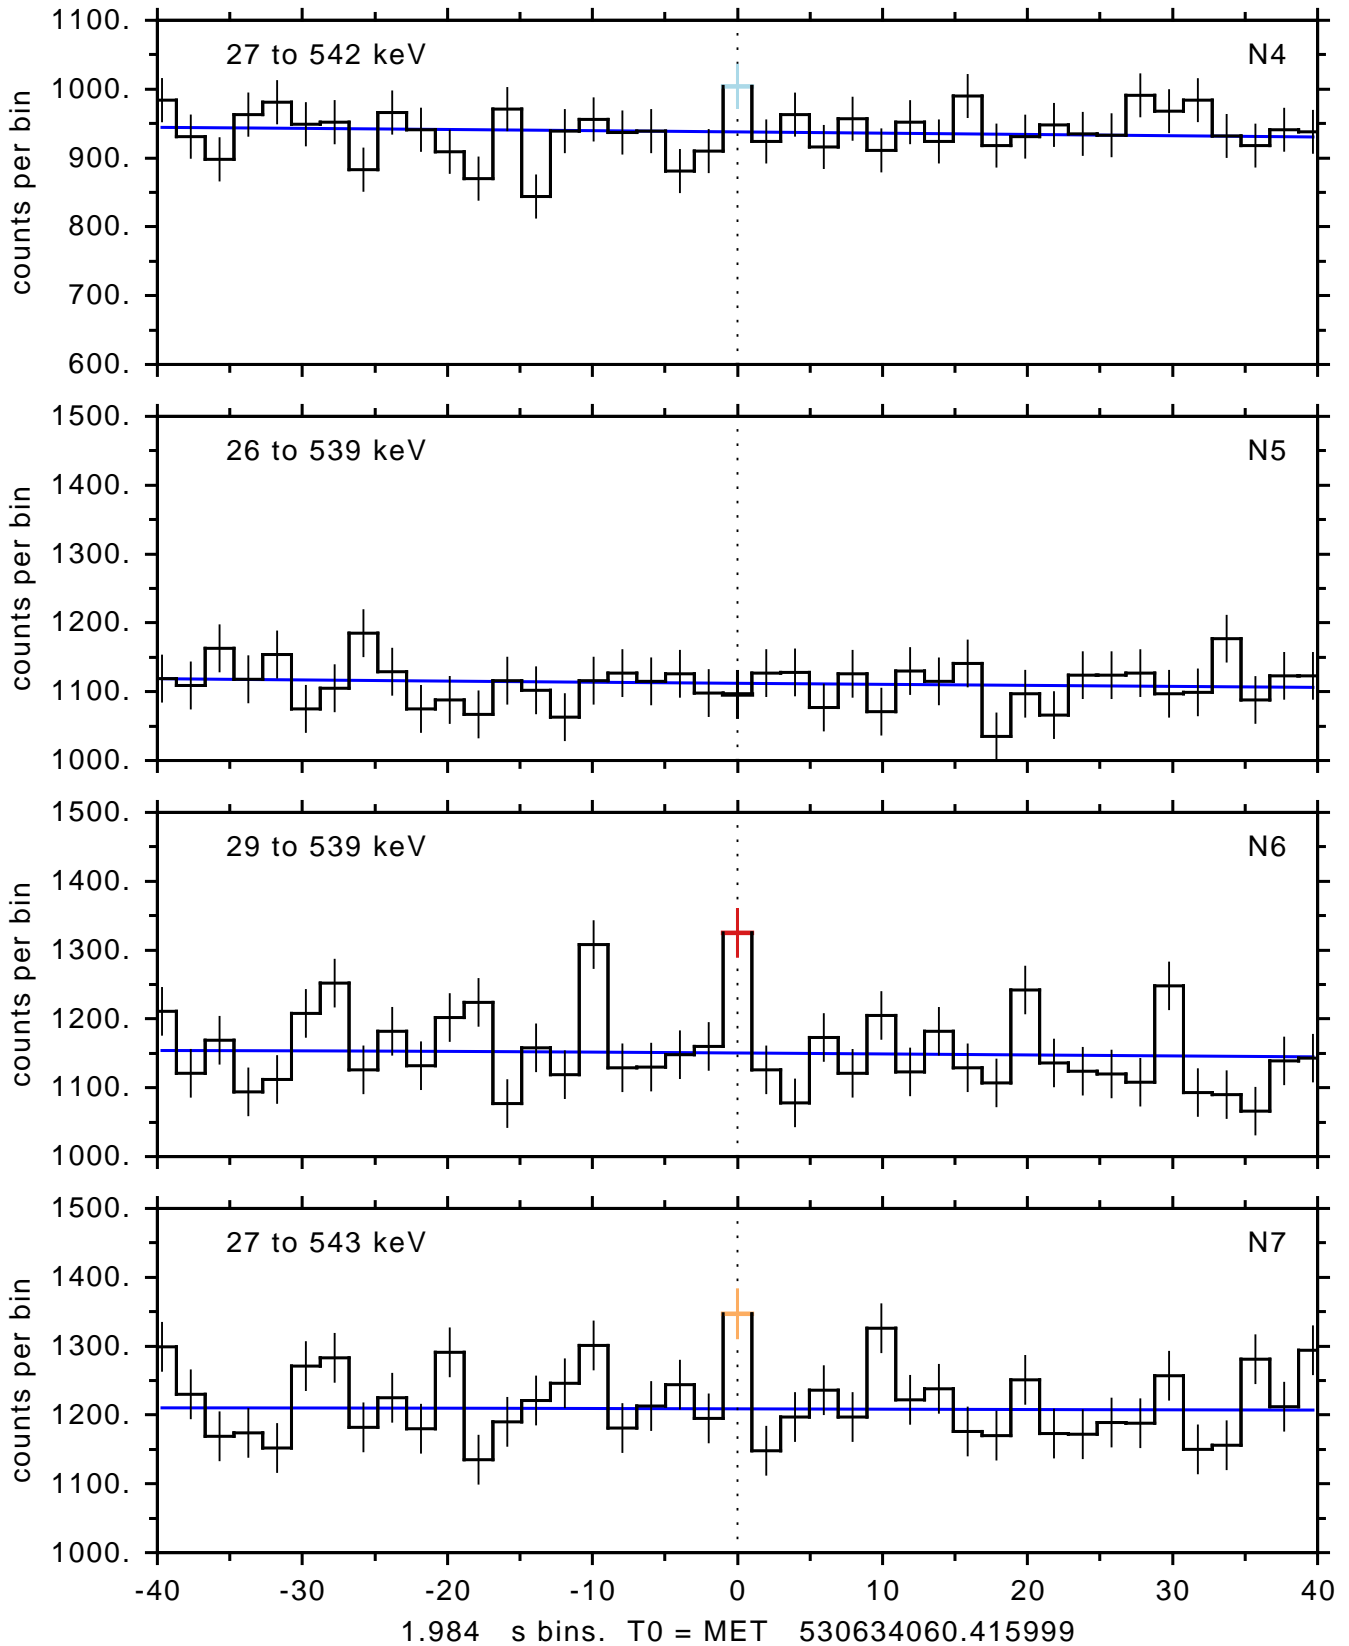 1100.
27 to 542 keV N4
1000.
900.
800.
700.
600.
counts per bin
1500.
26 to 539 keV N5
1400.
1300.
1200.
1100.
1000.
counts per bin
1500.
29 to 539 keV N6
1400.
1300.
1200.
1100.
1000.
counts per bin
1500.
27 to 543 keV N7
1400.
1300.
1200.
1100.
1000.
counts per bin
-40 -30 -20 -10 0 10 20 30 40
1.984 s bins. T0 = MET 530634060.415999